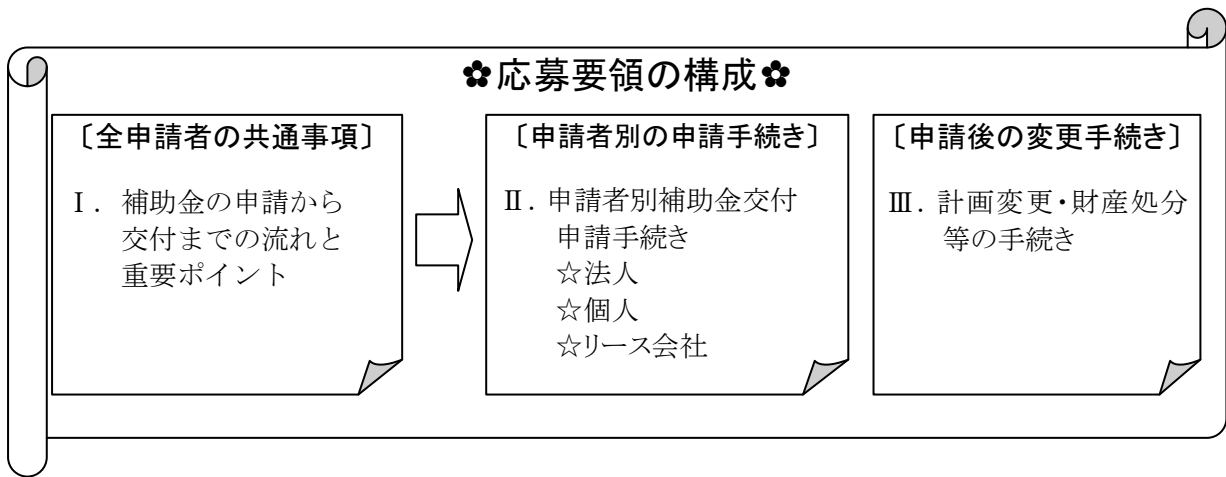 ✿応募要領の構成✿
〔全申請者の共通事項〕
Ⅰ. 補助金の申請から
交付までの流れと
重要ポイント
〔申請者別の申請手続き〕
Ⅱ. 申請者別補助金交付
申請手続き
☆法人
☆個人
☆リース会社
〔申請後の変更手続き〕
Ⅲ. 計画変更・財産処分
等の手続き